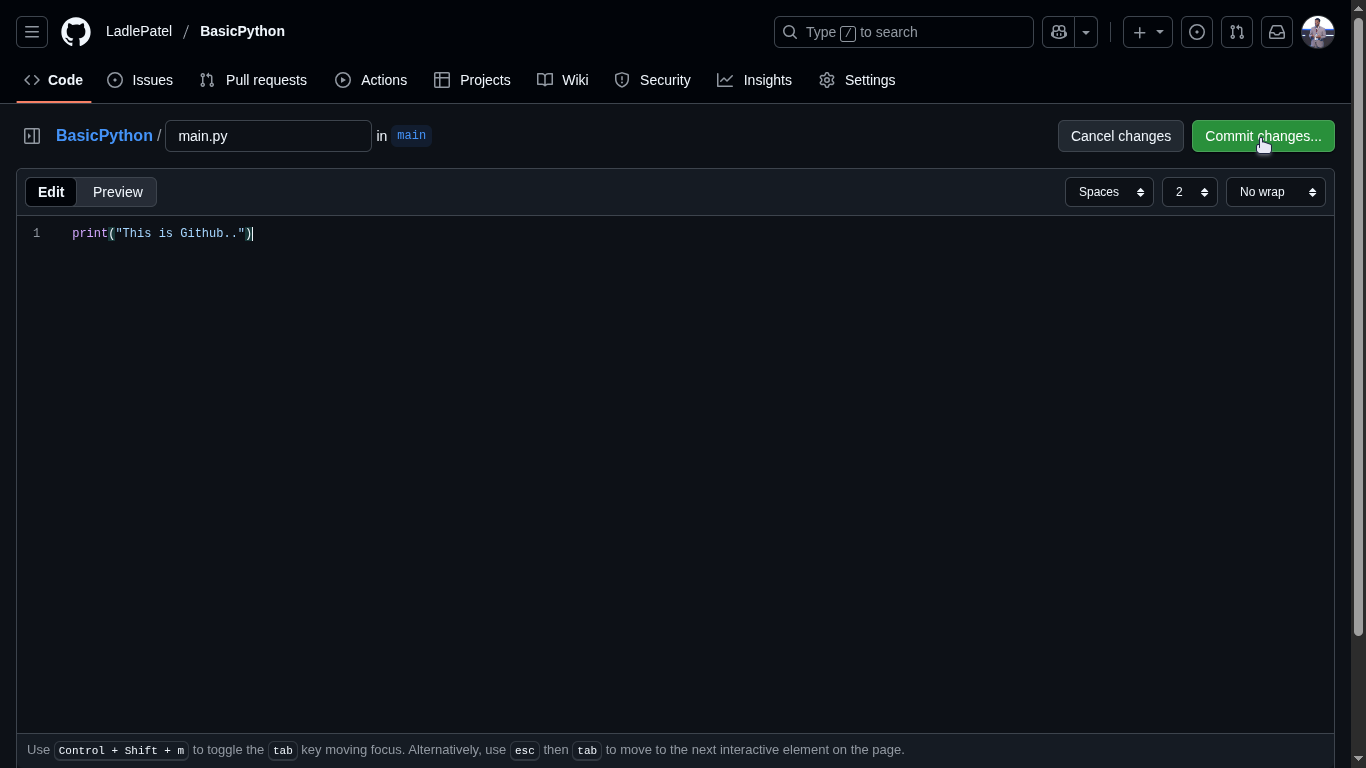 LadlePatel / BasicPython
Type / to search
Code Issues Pull requests Actions Projects Wiki Security Insights Settings
BasicPython / main.py in main Cancel changes Commit changes...
Edit Preview Spaces 2 No wrap
1 print("This is Github..")
Use Control + Shift + m to toggle the tab key moving focus. Alternatively, use esc then tab to move to the next interactive element on the page.